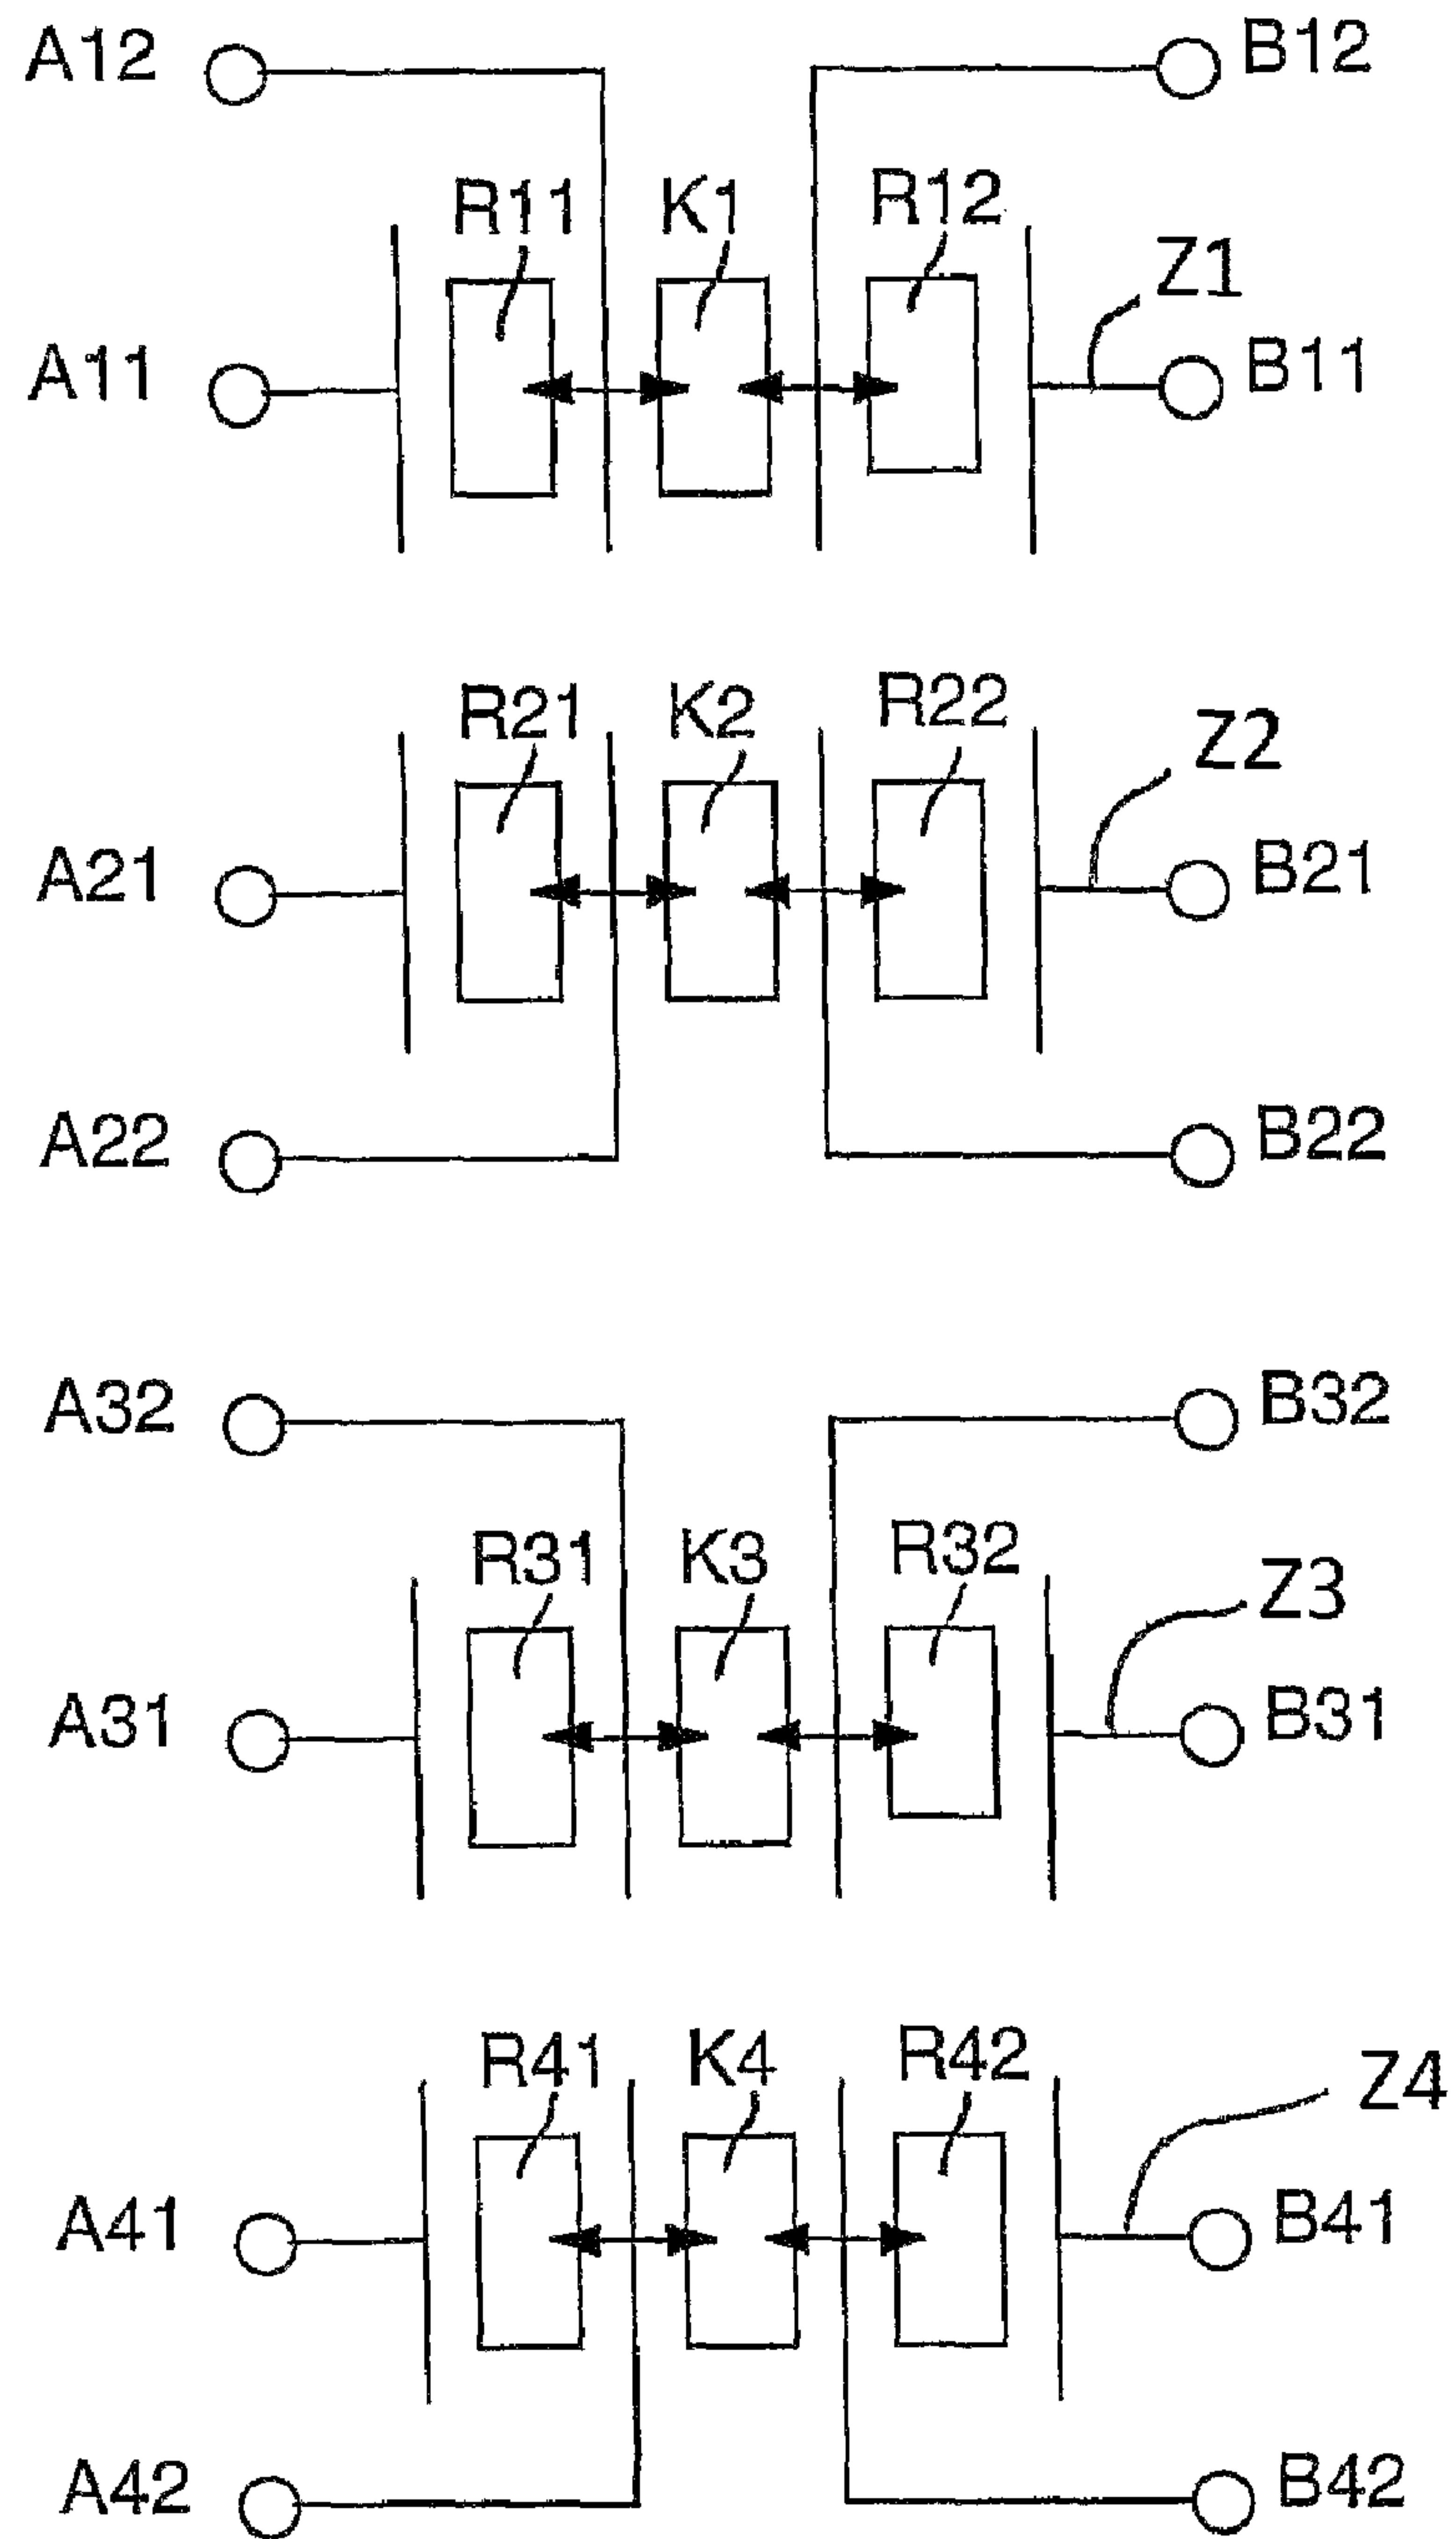 A12 B12
R11 K1 R12
Z1
A11 B11
R21 K2 R22
Z2
A21 B21
A22 B22
A32 B32
R31 K3 R32
Z3
A31 B31
R41 K4 R42
Z4
A41 B41
A42 B42